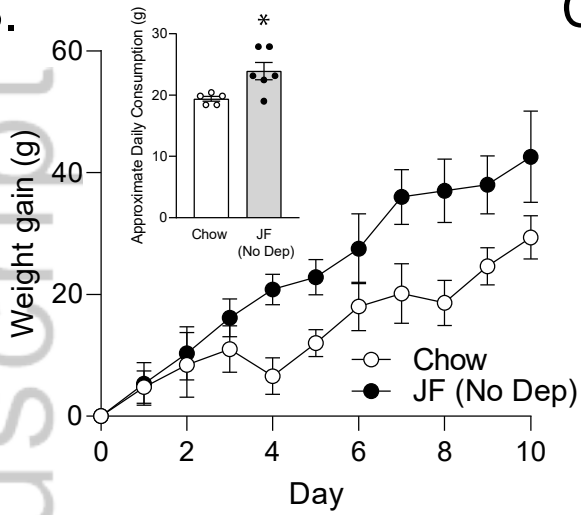 B.
C
60
40
20
0
Weight gain (g)
0 2 4 6 8 10
Day
Chow
JF (No Dep)
30
20
10
0
Approximate Daily Consumption (g)
*
Chow
JF
(No Dep)